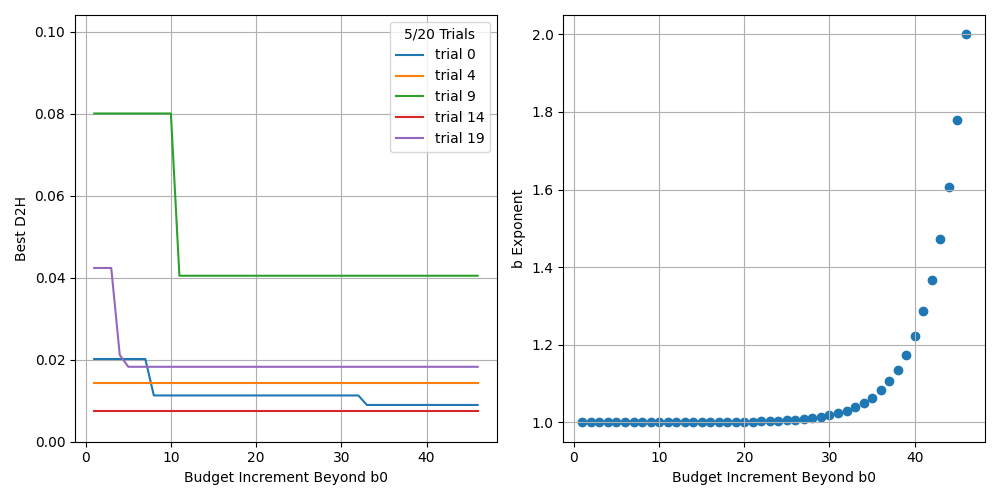 0.10
0.08
0.06
0.04
0.02
0.00
Best D2H
0
10
20
30
40
Budget Increment Beyond b0
5/20 Trials
trial 0
trial 4
trial 9
trial 14
trial 19
2.0
1.8
1.6
1.4
1.2
1.0
b Exponent
0
10
20
30
40
Budget Increment Beyond b0